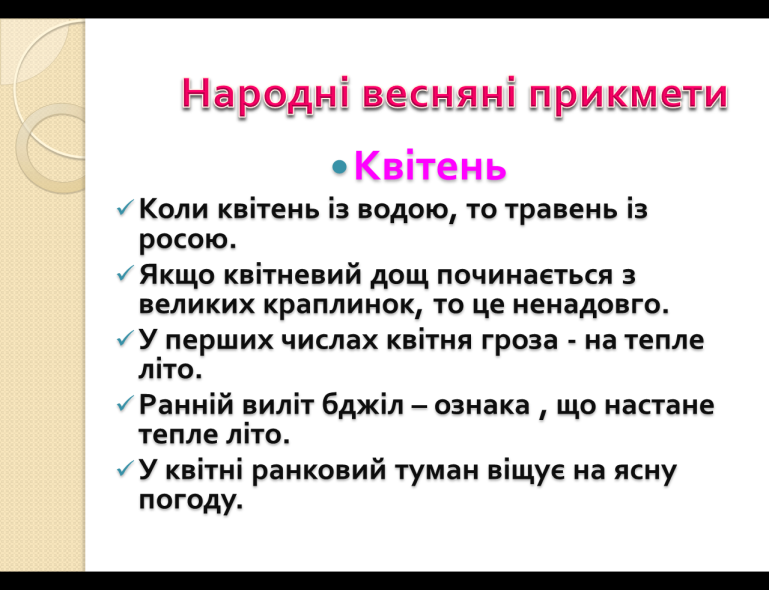 Народні весняні прикмети
•Квітень
✓Коли квітень із водою, то травень із
росою.
✓Якщо квітневий дощ починається з
великих краплинок, то це ненадовго.
✓У перших числах квітня гроза - на тепле
літо.
✓Ранній виліт бджіл – ознака , що настане
тепле літо.
✓У квітні ранковий туман віщує на ясну
погоду.